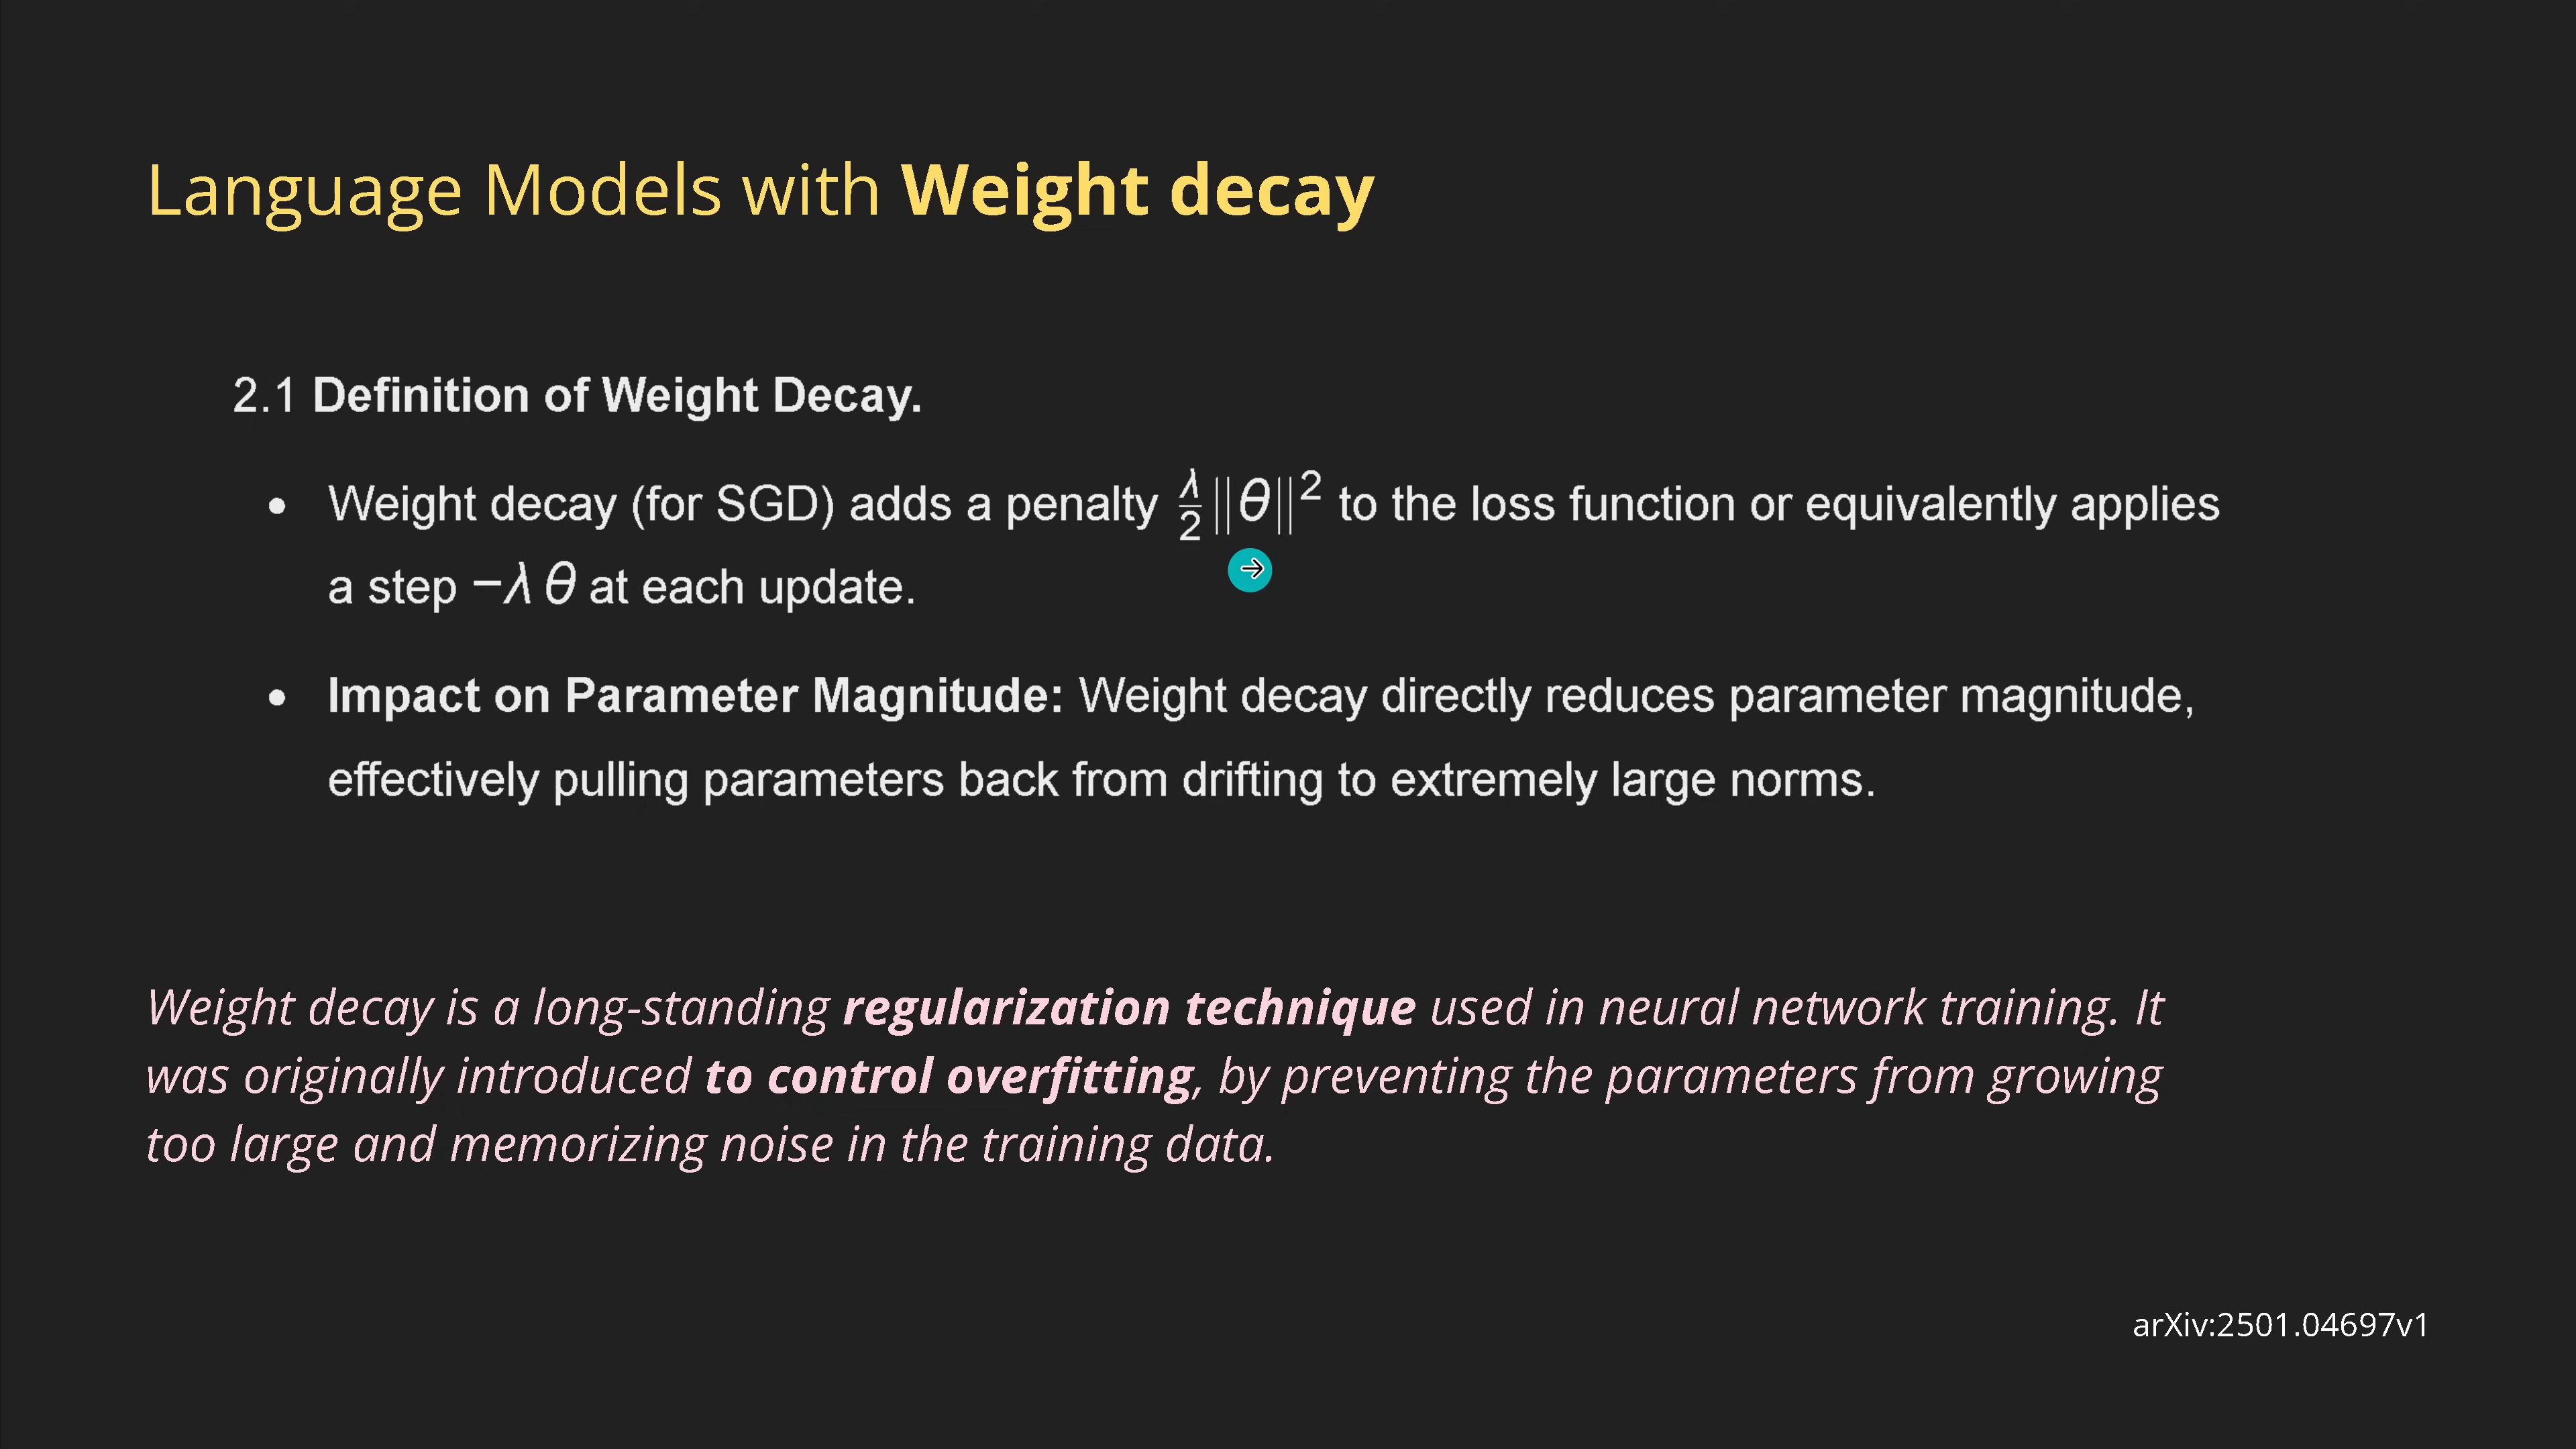 Language Models with Weight decay
2.1 Definition of Weight Decay.
• Weight decay (for SGD) adds a penalty λ/2 ||θ||² to the loss function or equivalently applies
a step −λ θ at each update.
• Impact on Parameter Magnitude: Weight decay directly reduces parameter magnitude,
effectively pulling parameters back from drifting to extremely large norms.
Weight decay is a long-standing regularization technique used in neural network training. It
was originally introduced to control overfitting, by preventing the parameters from growing
too large and memorizing noise in the training data.
arXiv:2501.04697v1